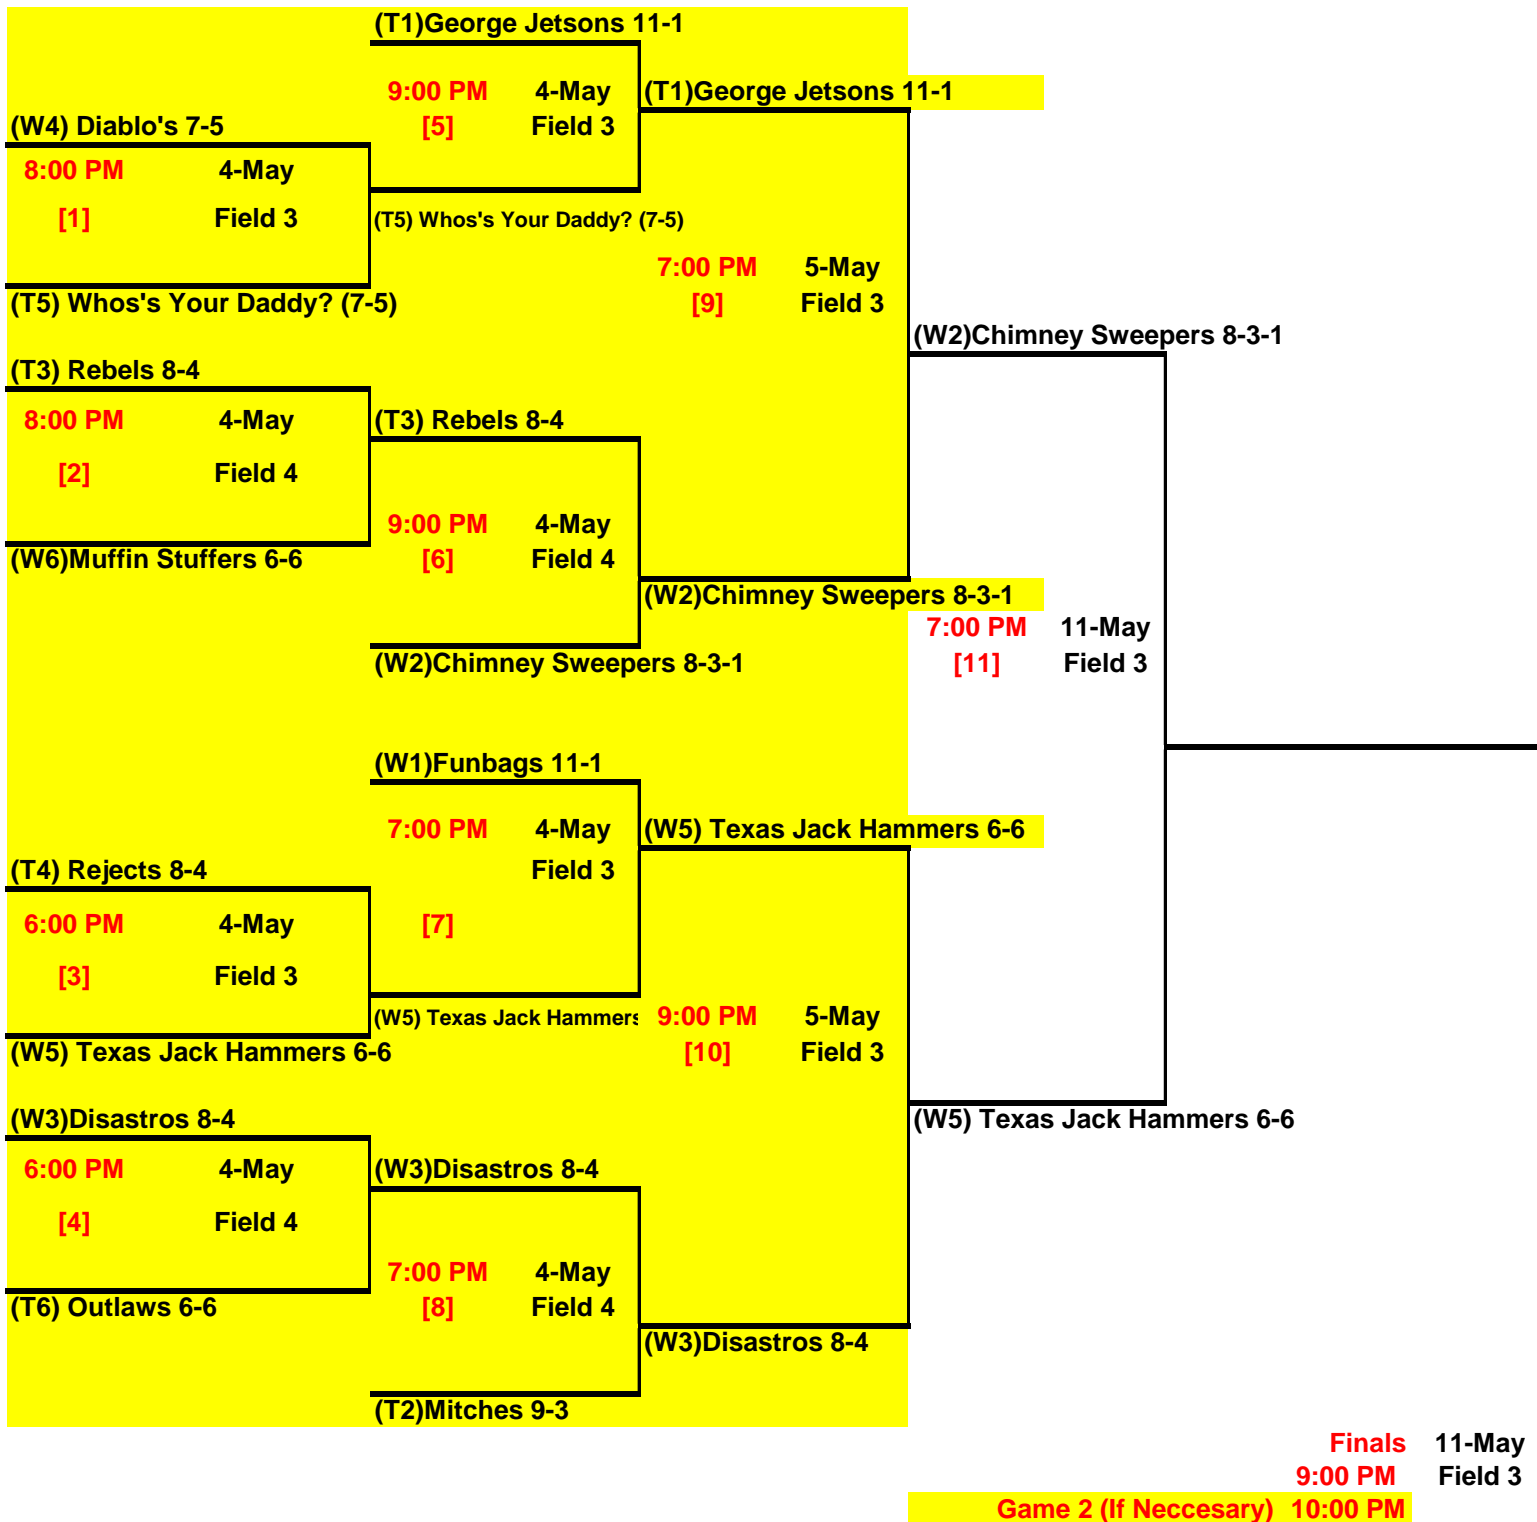 (T1)George Jetsons 11-1
9:00 PM 4-May (T1)George Jetsons 11-1
(W4) Diablo's 7-5 [5] Field 3
8:00 PM 4-May
[1] Field 3 (T5) Whos's Your Daddy? (7-5)
7:00 PM 5-May
(T5) Whos's Your Daddy? (7-5) [9] Field 3
(W2)Chimney Sweepers 8-3-1
(T3) Rebels 8-4
8:00 PM 4-May (T3) Rebels 8-4
[2] Field 4
9:00 PM 4-May
(W6)Muffin Stuffers 6-6 [6] Field 4
(W2)Chimney Sweepers 8-3-1
7:00 PM 11-May
(W2)Chimney Sweepers 8-3-1 [11] Field 3
(W1)Funbags 11-1
7:00 PM 4-May (W5) Texas Jack Hammers 6-6
(T4) Rejects 8-4 Field 3
6:00 PM 4-May [7]
[3] Field 3
(W5) Texas Jack Hammers 9:00 PM 5-May
(W5) Texas Jack Hammers 6-6 [10] Field 3
(W3)Disastros 8-4 (W5) Texas Jack Hammers 6-6
6:00 PM 4-May (W3)Disastros 8-4
[4] Field 4
7:00 PM 4-May
(T6) Outlaws 6-6 [8] Field 4
(W3)Disastros 8-4
(T2)Mitches 9-3
Finals 11-May
9:00 PM Field 3
Game 2 (If Neccesary) 10:00 PM